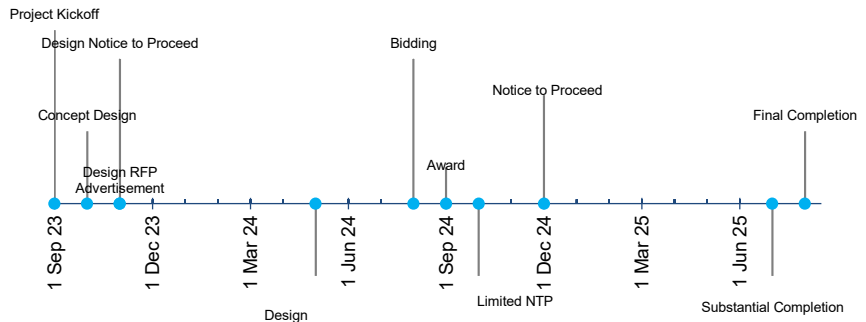 Project Kickoff
Design Notice to Proceed
Bidding
Notice to Proceed
Concept Design
Final Completion
Award
Design RFP
Advertisement
1 Sep 23
1 Dec 23
1 Mar 24
1 Jun 24
1 Sep 24
1 Dec 24
1 Mar 25
1 Jun 25
Limited NTP
Substantial Completion
Design